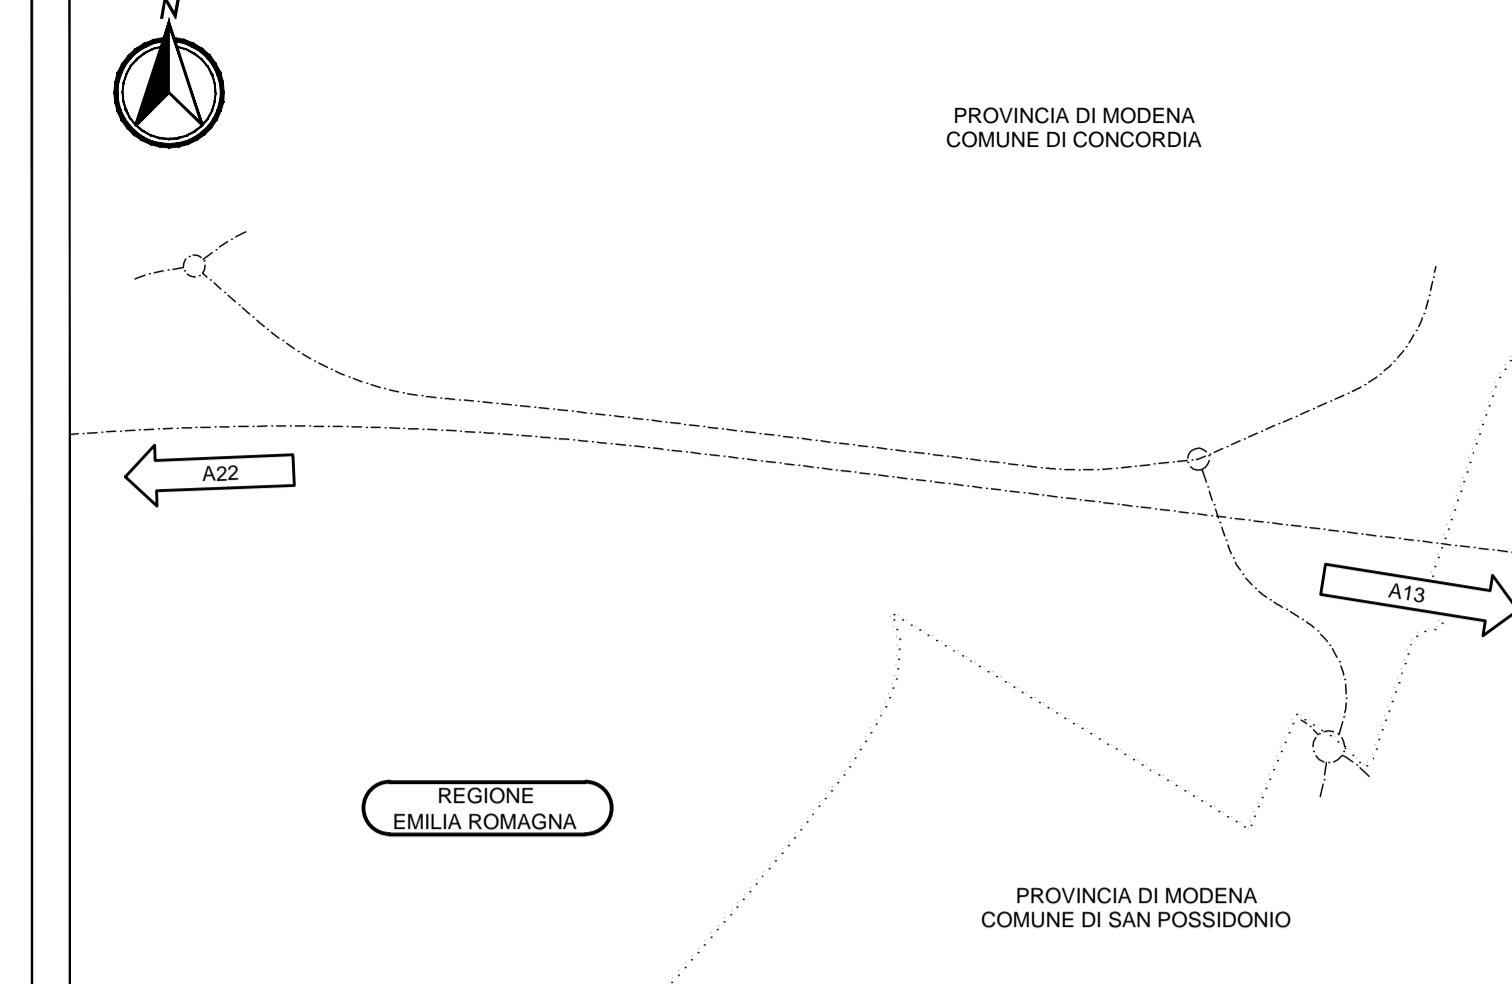 N
PROVINCIA DI MODENA
COMUNE DI CONCORDIA
A22
A13
REGIONE
EMILIA ROMAGNA
PROVINCIA DI MODENA
COMUNE DI SAN POSSIDONIO